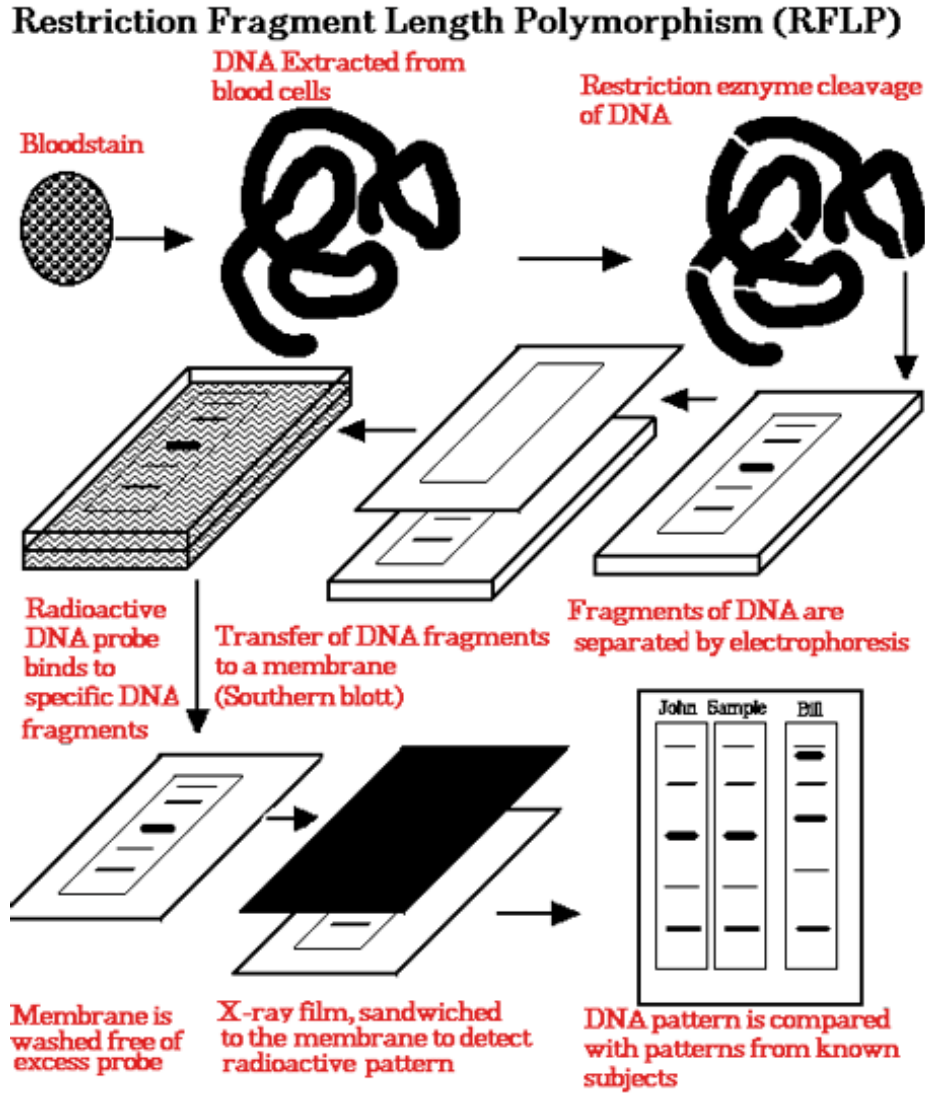 Restriction Fragment Length Polymorphism (RFLP)
DNA Extracted from
blood cells
Restriction eznyme cleavage
of DNA
Bloodstain
Radioactive
DNA probe
binds to
specific DNA
fragments
Transfer of DNA fragments
to a membrane
(Southern blott)
Fragments of DNA are
separated by electrophoresis
John Sample Bill
Membrane is
washed free of
excess probe
X-ray film, sandwiched
to the membrane to detect
radioactive pattern
DNA pattern is compared
with patterns from known
subjects